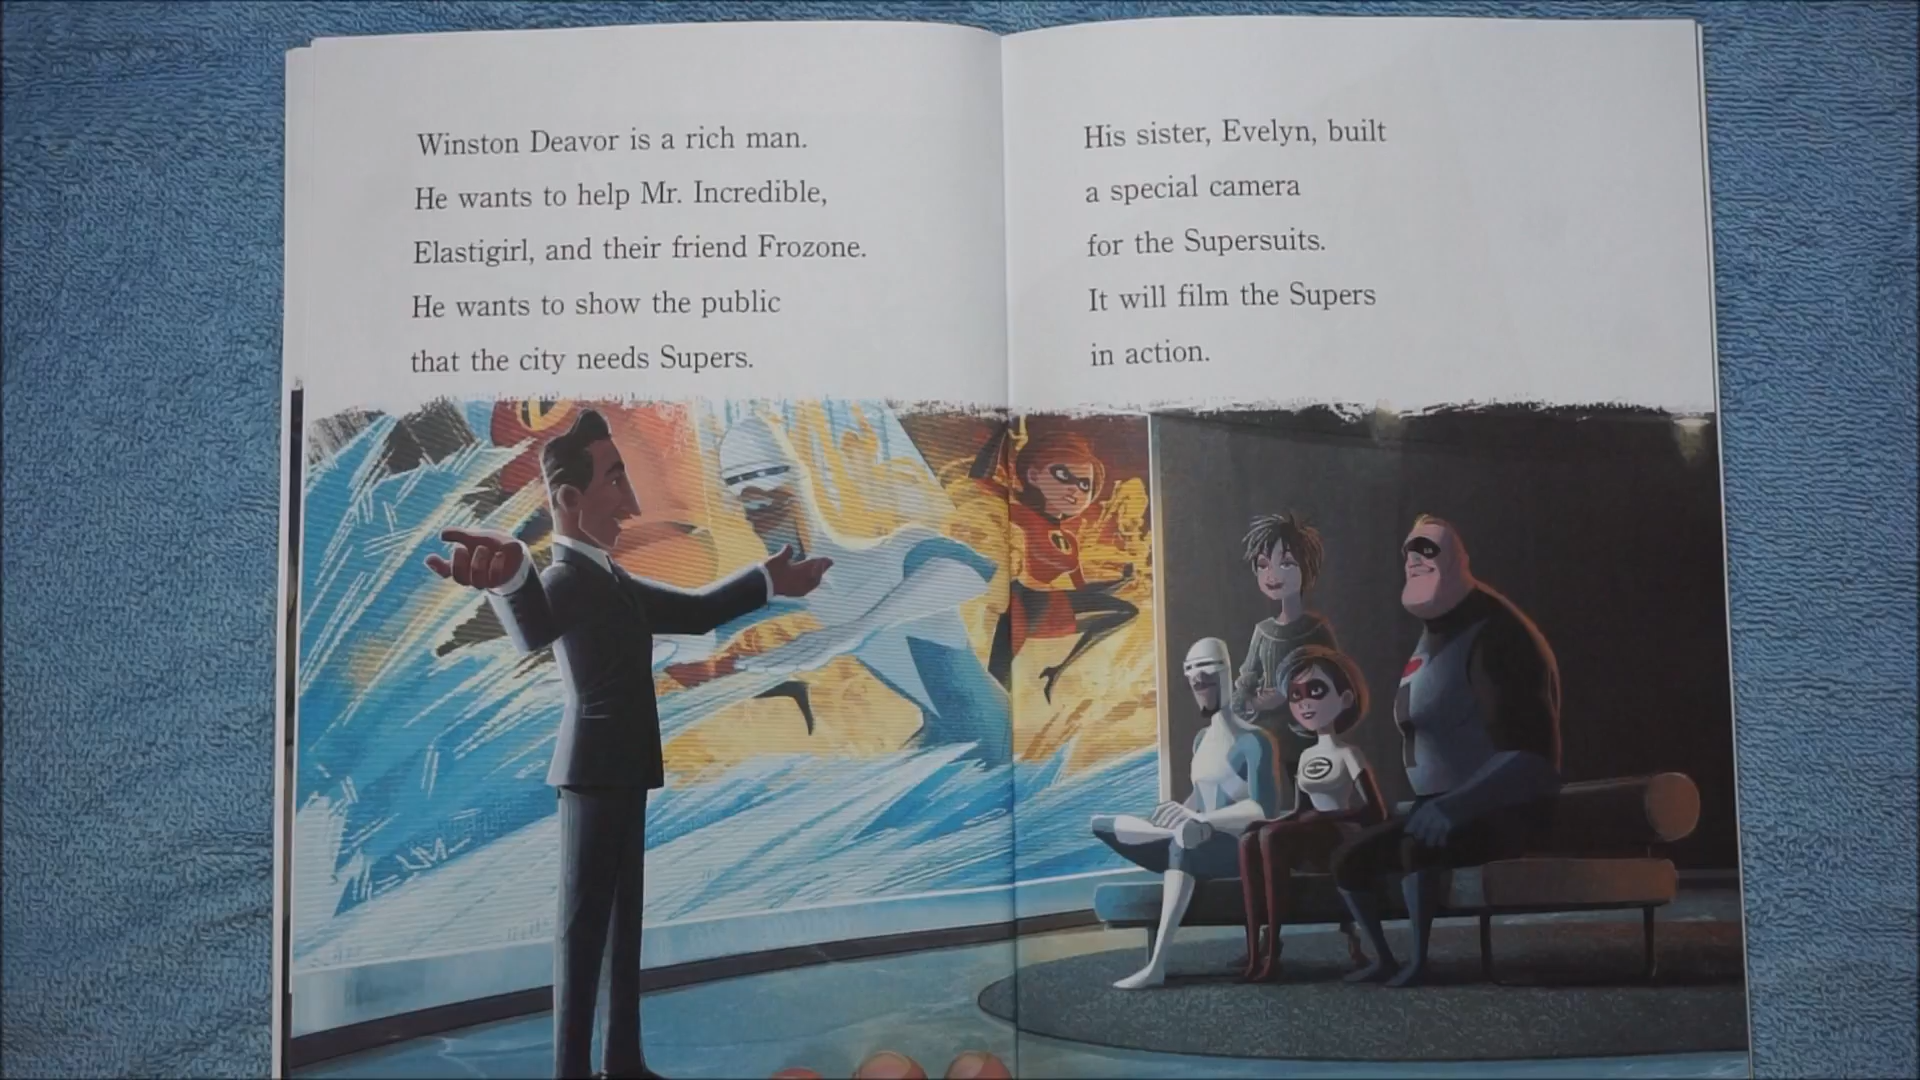 Winston Deavor is a rich man.
He wants to help Mr. Incredible,
Elastigirl, and their friend Frozone.
He wants to show the public
that the city needs Supers.
His sister, Evelyn, built
a special camera
for the Supersuits.
It will film the Supers
in action.